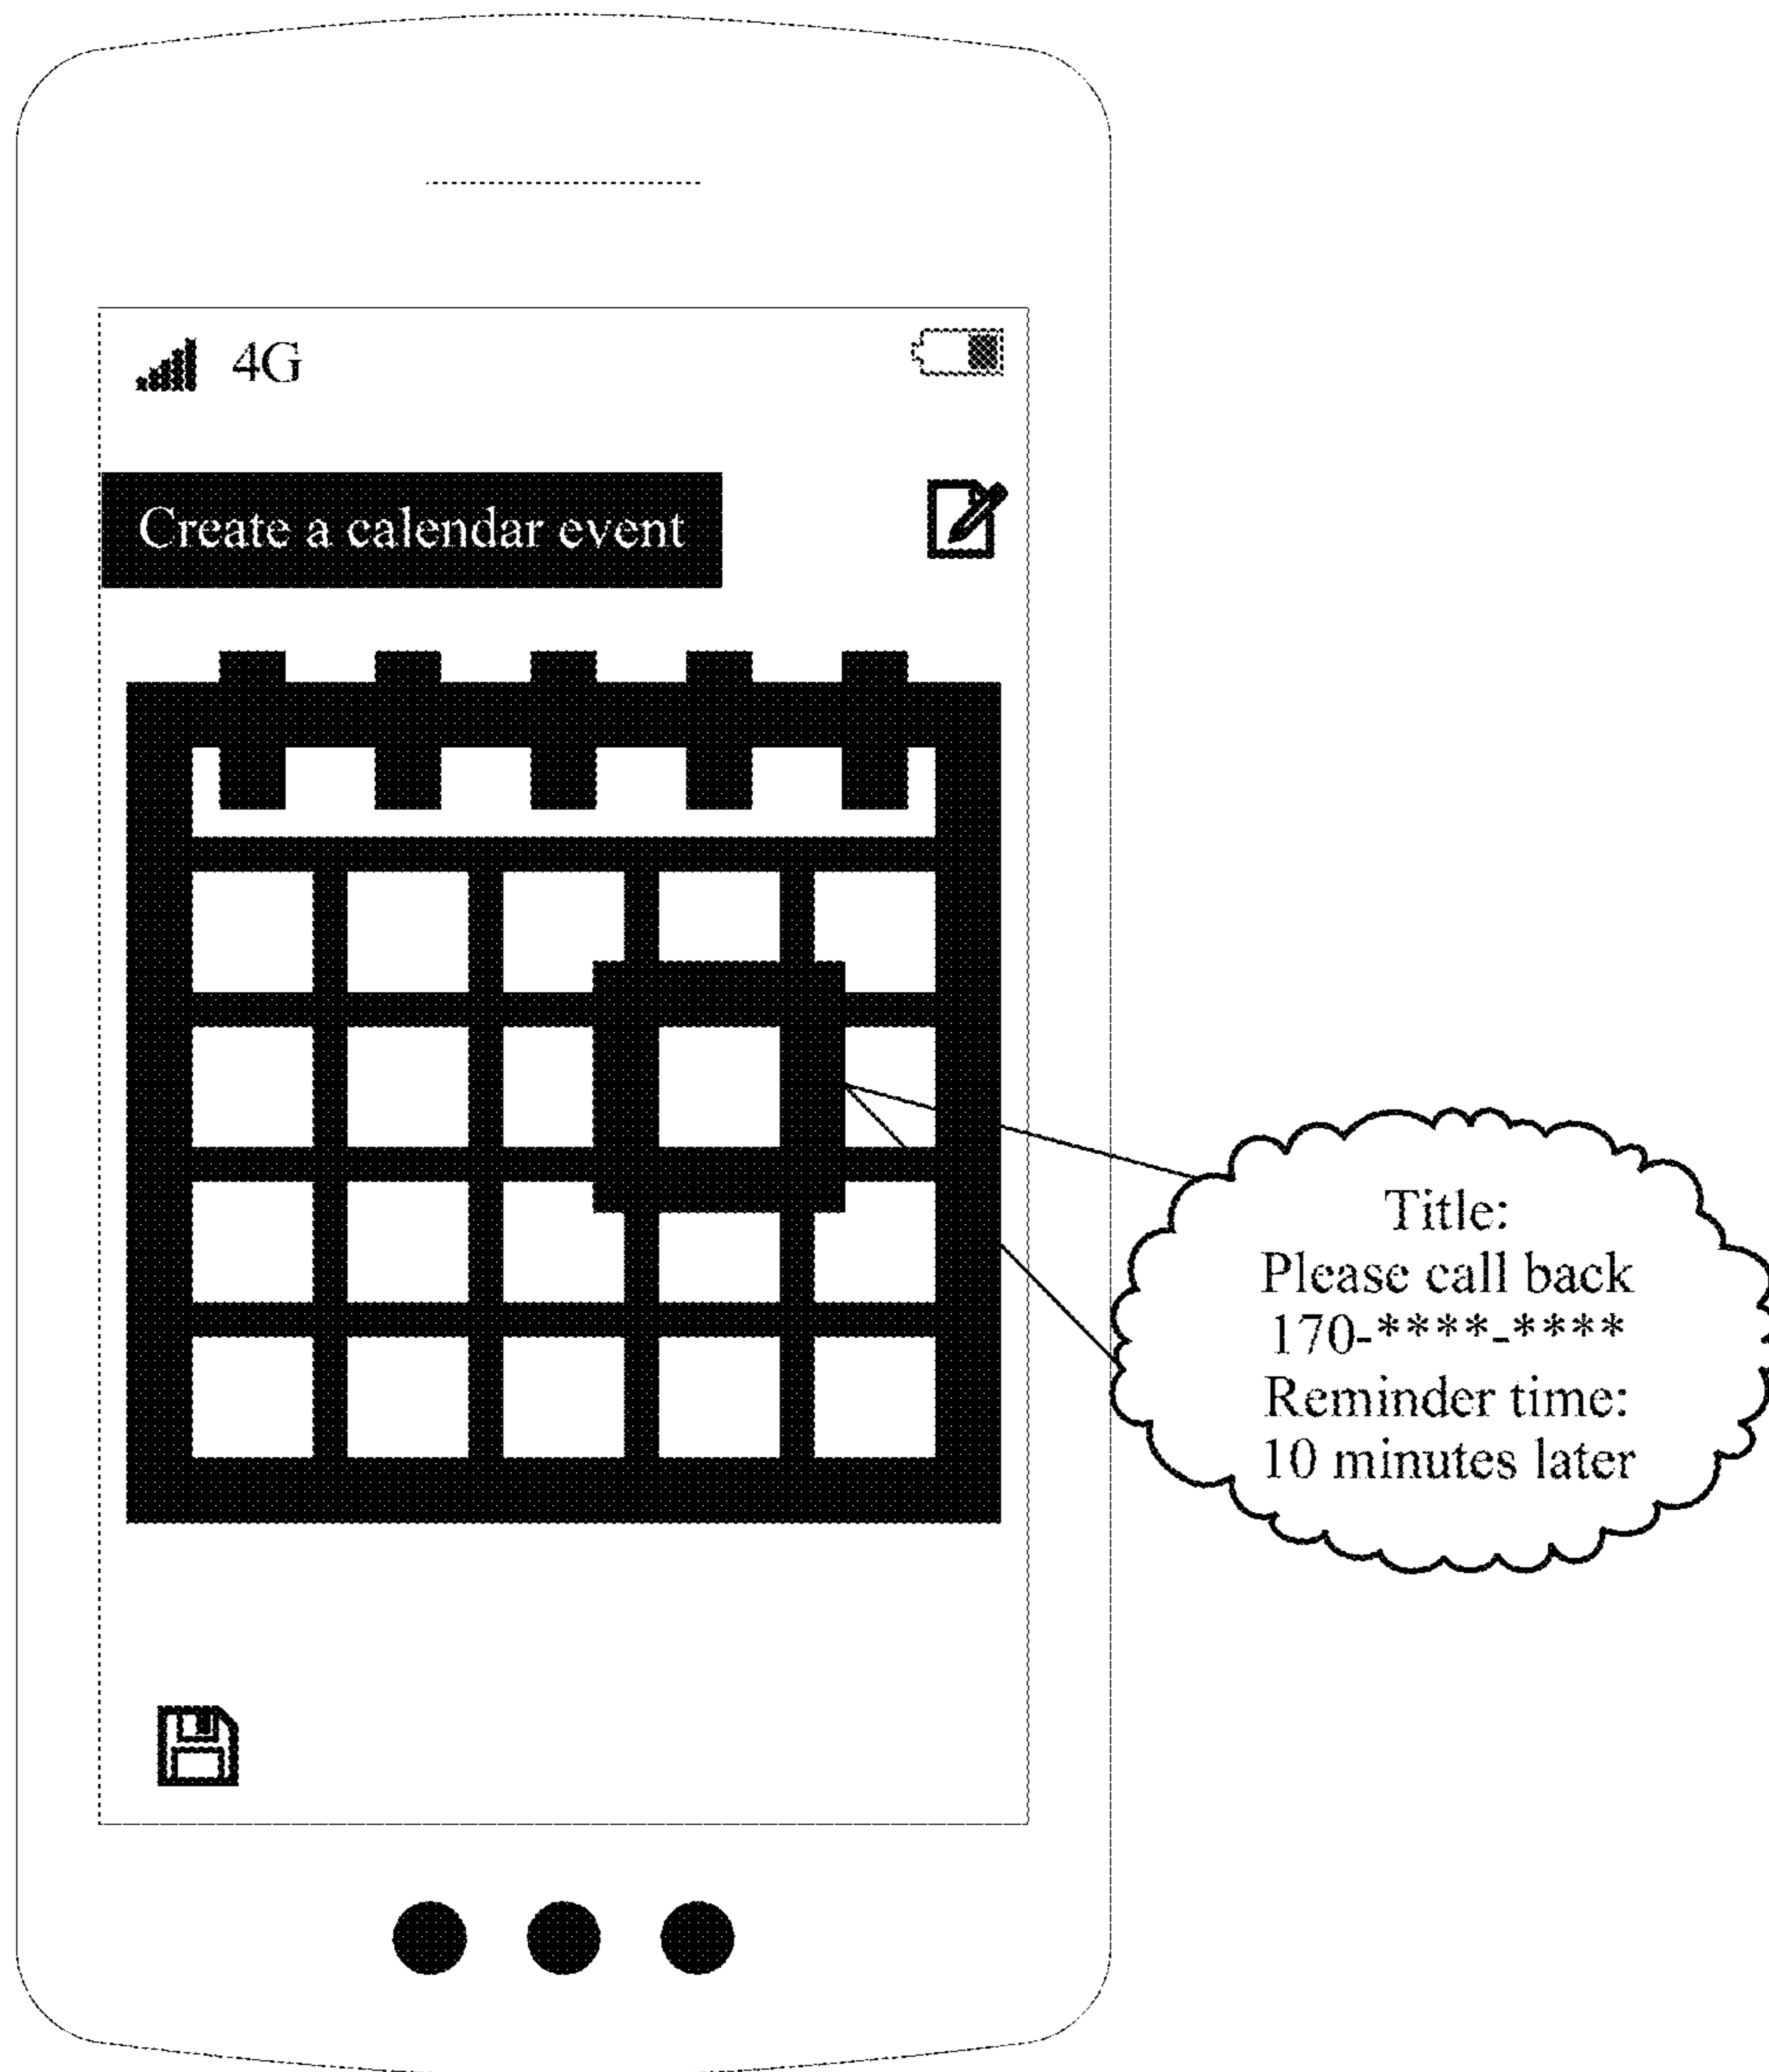 4G
Create a calendar event
Title:
Please call back
170-****-****
Reminder time:
10 minutes later